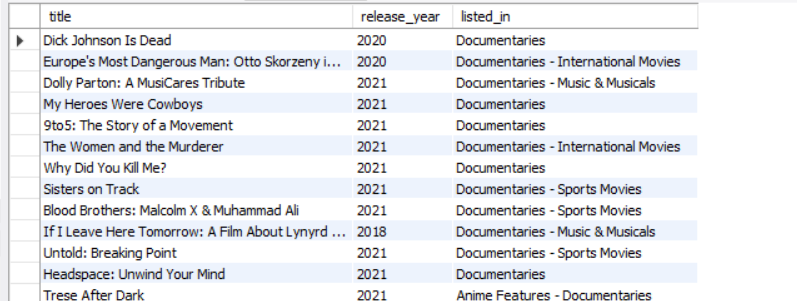 title release_year listed_in
Dick Johnson Is Dead 2020 Documentaries
Europe's Most Dangerous Man: Otto Skorzeny i... 2020 Documentaries - International Movies
Dolly Parton: A MusiCares Tribute 2021 Documentaries - Music & Musicals
My Heroes Were Cowboys 2021 Documentaries
9to5: The Story of a Movement 2021 Documentaries
The Women and the Murderer 2021 Documentaries - International Movies
Why Did You Kill Me? 2021 Documentaries
Sisters on Track 2021 Documentaries - Sports Movies
Blood Brothers: Malcolm X & Muhammad Ali 2021 Documentaries - Sports Movies
If I Leave Here Tomorrow: A Film About Lynyrd ... 2018 Documentaries - Music & Musicals
Untold: Breaking Point 2021 Documentaries - Sports Movies
Headspace: Unwind Your Mind 2021 Documentaries
Trese After Dark 2021 Anime Features - Documentaries